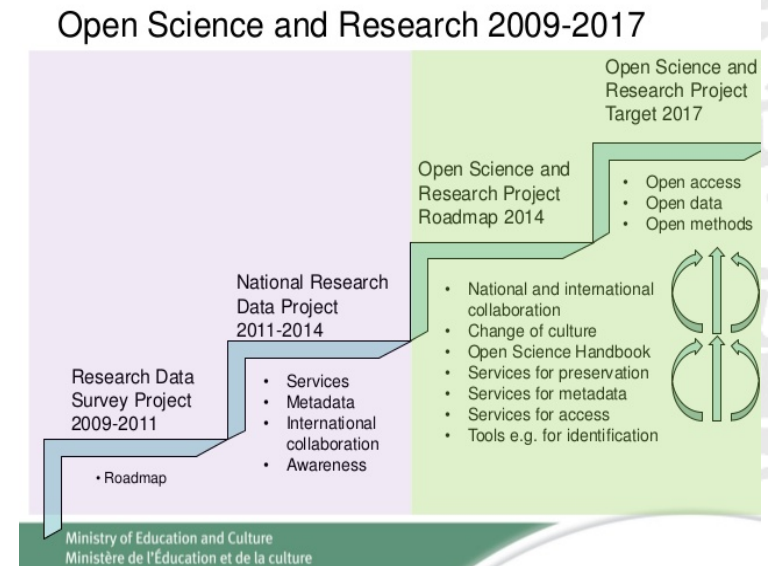 Open Science and Research 2009-2017
Open Science and
Research Project
Target 2017
• Open access
• Open data
• Open methods
Open Science and
Research Project
Roadmap 2014
• National and international
collaboration
• Change of culture
• Open Science Handbook
• Services for preservation
• Services for metadata
• Services for access
• Tools e.g. for identification
National Research
Data Project
2011-2014
• Services
• Metadata
• International
collaboration
• Awareness
Research Data
Survey Project
2009-2011
• Roadmap
Ministry of Education and Culture
Ministère de l'Éducation et de la culture